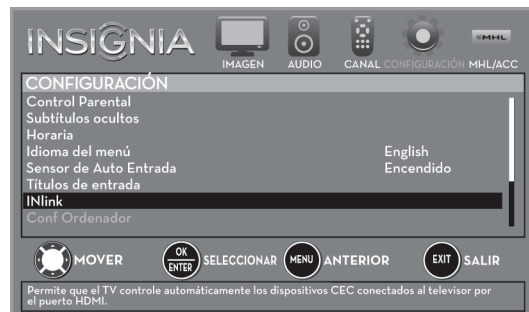 INSIGNIA
IMAGEN AUDIO CANAL CONFIGURACIÓN MHL/ACC
MHL
CONFIGURACIÓN
Control Parental
Subtítulos ocultos
Horaria
Idioma del menú English
Sensor de Auto Entrada Encendido
Títulos de entrada
INlink
Conf Ordenador
MOVER OK ENTER SELECCIONAR MENU ANTERIOR EXIT SALIR
Permite que el TV controle automáticamente los dispositivos CEC conectados al televisor por
el puerto HDMI.